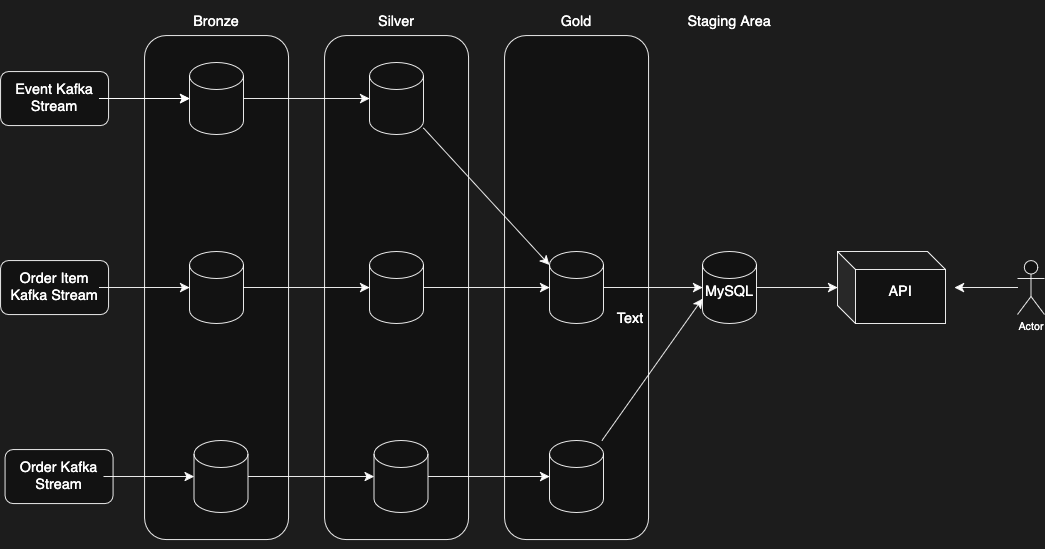 Bronze
Silver
Gold
Staging Area
Event Kafka
Stream
Order Item
Kafka Stream
MySQL
API
Text
Actor
Order Kafka
Stream